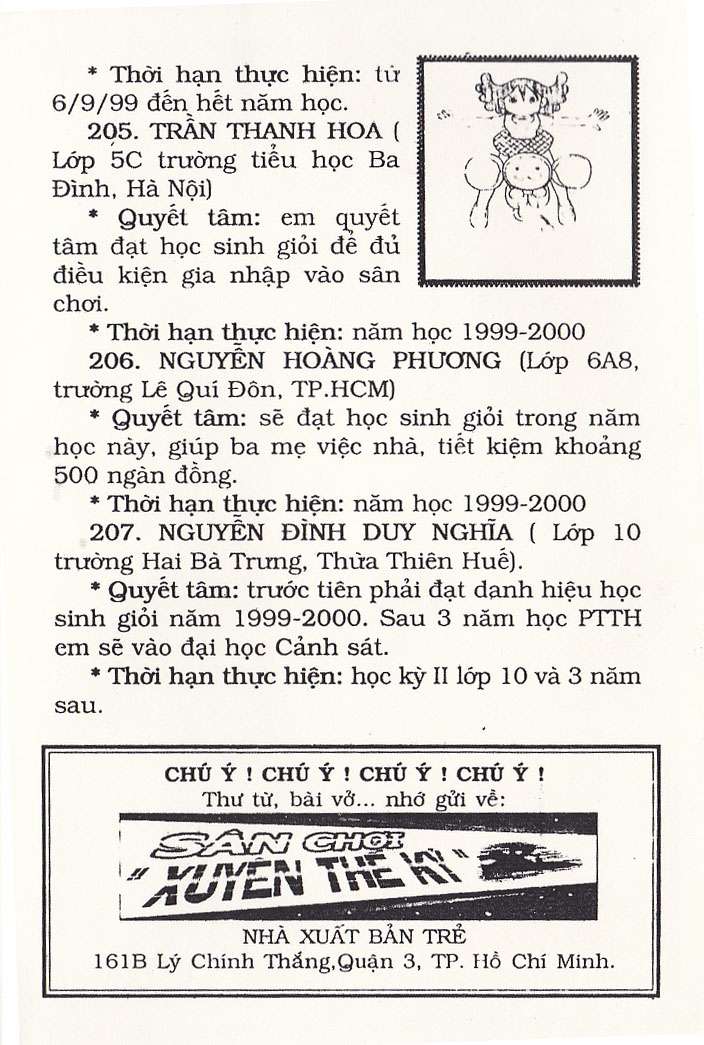 * Thời hạn thực hiện: từ
6/9/99 đến hết năm học.
205. TRẦN THANH HOA (
Lớp 5C trường tiểu học Ba
Đình, Hà Nội)
* Quyết tâm: em quyết
tâm đạt học sinh giỏi để đủ
điều kiện gia nhập vào sân
chơi.
* Thời hạn thực hiện: năm học 1999-2000
206. NGUYỄN HOÀNG PHƯƠNG (Lớp 6A8,
trường Lê Quí Đôn, TP.HCM)
* Quyết tâm: sẽ đạt học sinh giỏi trong năm
học này, giúp ba mẹ việc nhà, tiết kiệm khoảng
500 ngàn đồng.
* Thời hạn thực hiện: năm học 1999-2000
207. NGUYỄN ĐÌNH DUY NGHĨA ( Lớp 10
trường Hai Bà Trưng, Thừa Thiên Huế).
* Quyết tâm: trước tiên phải đạt danh hiệu học
sinh giỏi năm 1999-2000. Sau 3 năm học PTTH
em sẽ vào đại học Cảnh sát.
* Thời hạn thực hiện: học kỳ II lớp 10 và 3 năm
sau.
CHÚ Ý ! CHÚ Ý ! CHÚ Ý ! CHÚ Ý !
Thư từ, bài vở... nhớ gửi về:
SÂN CHƠI
"XUYÊN THẾ KỶ"
NHÀ XUẤT BẢN TRẺ
161B Lý Chính Thắng,Quận 3, TP. Hồ Chí Minh.